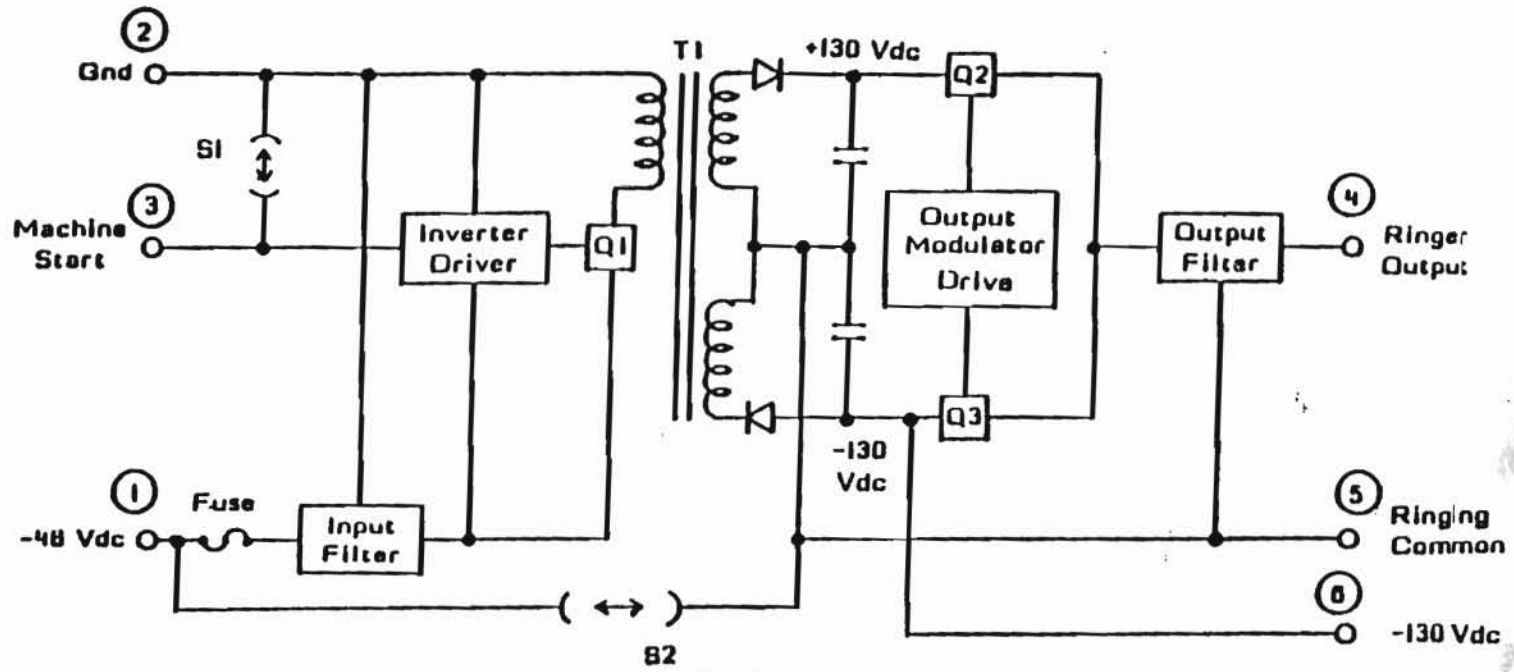 2
Gnd
S1
3
Machine
Start
Inverter
Driver
Q1
T1
+130 Vdc
Q2
Output
Modulator
Drive
Q3
-130
Vdc
Output
Filter
4
Ringer
Output
1
-48 Vdc
Fuse
Input
Filter
S2
5
Ringing
Common
6
-130 Vdc